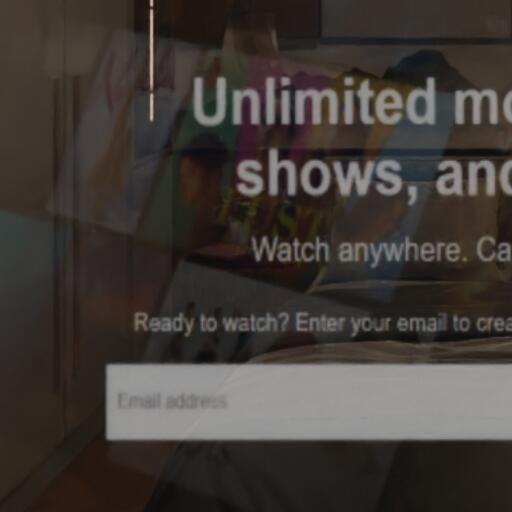 Unlimited mo
shows, and
Watch anywhere. Ca
Ready to watch? Enter your email to crea
Email address